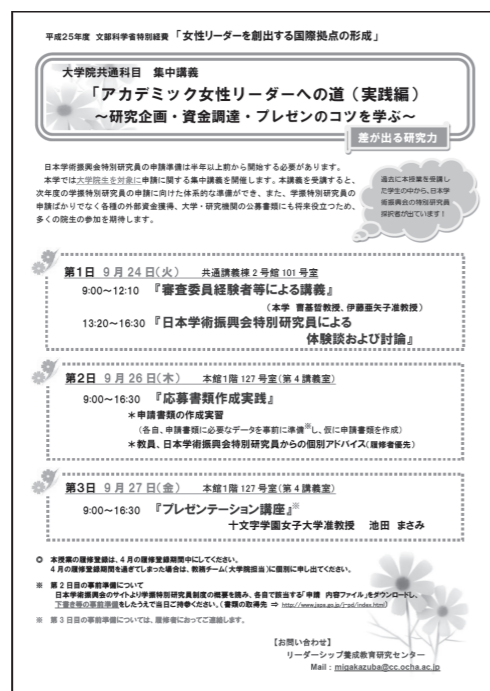 平成25年度 文部科学省特別経費 「女性リーダーを創出する国際拠点の形成」
大学院共通科目 集中講義
「アカデミック女性リーダーへの道(実践編)
~研究企画・資金調達・プレゼンのコツを学ぶ~
差が出る研究力
日本学術振興会特別研究員の申請準備は半年以上前から開始する必要があります。
本学では大学院生を対象に申請に関する集中講義を開催します。本講義を受講すると、
次年度の学振特別研究員の申請に向けた体系的な準備ができ、また、学振特別研究員の
申請ばかりでなく各種の外部資金獲得、大学・研究機関の公募書類にも将来役立つため、
多くの院生の参加を期待します。
過去に本授業を受講し
た学生の中から、日本学
術振興会の特別研究員
採択者が出ています!
第1日 9月24日(火) 共通講義棟2号館101号室
9:00~12:10 『審査委員経験者等による講義』
(本学 曹基哲教授、伊藤亜矢子准教授)
13:20~16:30 『日本学術振興会特別研究員による
体験談および討論』
第2日 9月26日(木) 本館1階127号室(第4講義室)
9:00~16:30 『応募書類作成実践』
*申請書類の作成実習
(各自、申請書類に必要なデータを事前に準備※し、仮に申請書類を作成)
*教員、日本学術振興会特別研究員からの個別アドバイス(履修者優先)
第3日 9月27日(金) 本館1階127号室(第4講義室)
9:00~16:30 『プレゼンテーション講座』※
十文字学園女子大学准教授 池田 まさみ
◎ 本授業の履修登録は、4月の履修登録期間中にしてください。
4月の履修登録期間を過ぎてしまった場合は、教務チーム(大学院担当)に個別に申し出てください。
※ 第2日目の事前準備について
日本学術振興会のサイトより学振特別研究員制度の概要を読み、各自で該当する「申請 内容ファイル」をダウンロードし、
下書き等の事前準備をしたうえで当日ご持参ください。(書類の取得先 ⇒ http://www.jsps.go.jp/j-pd/index.html)
※ 第3日目の事前準備については、履修者におってご連絡します。
【お問い合わせ】
リーダーシップ養成教育研究センター
Mail : migakazuba@cc.ocha.ac.jp